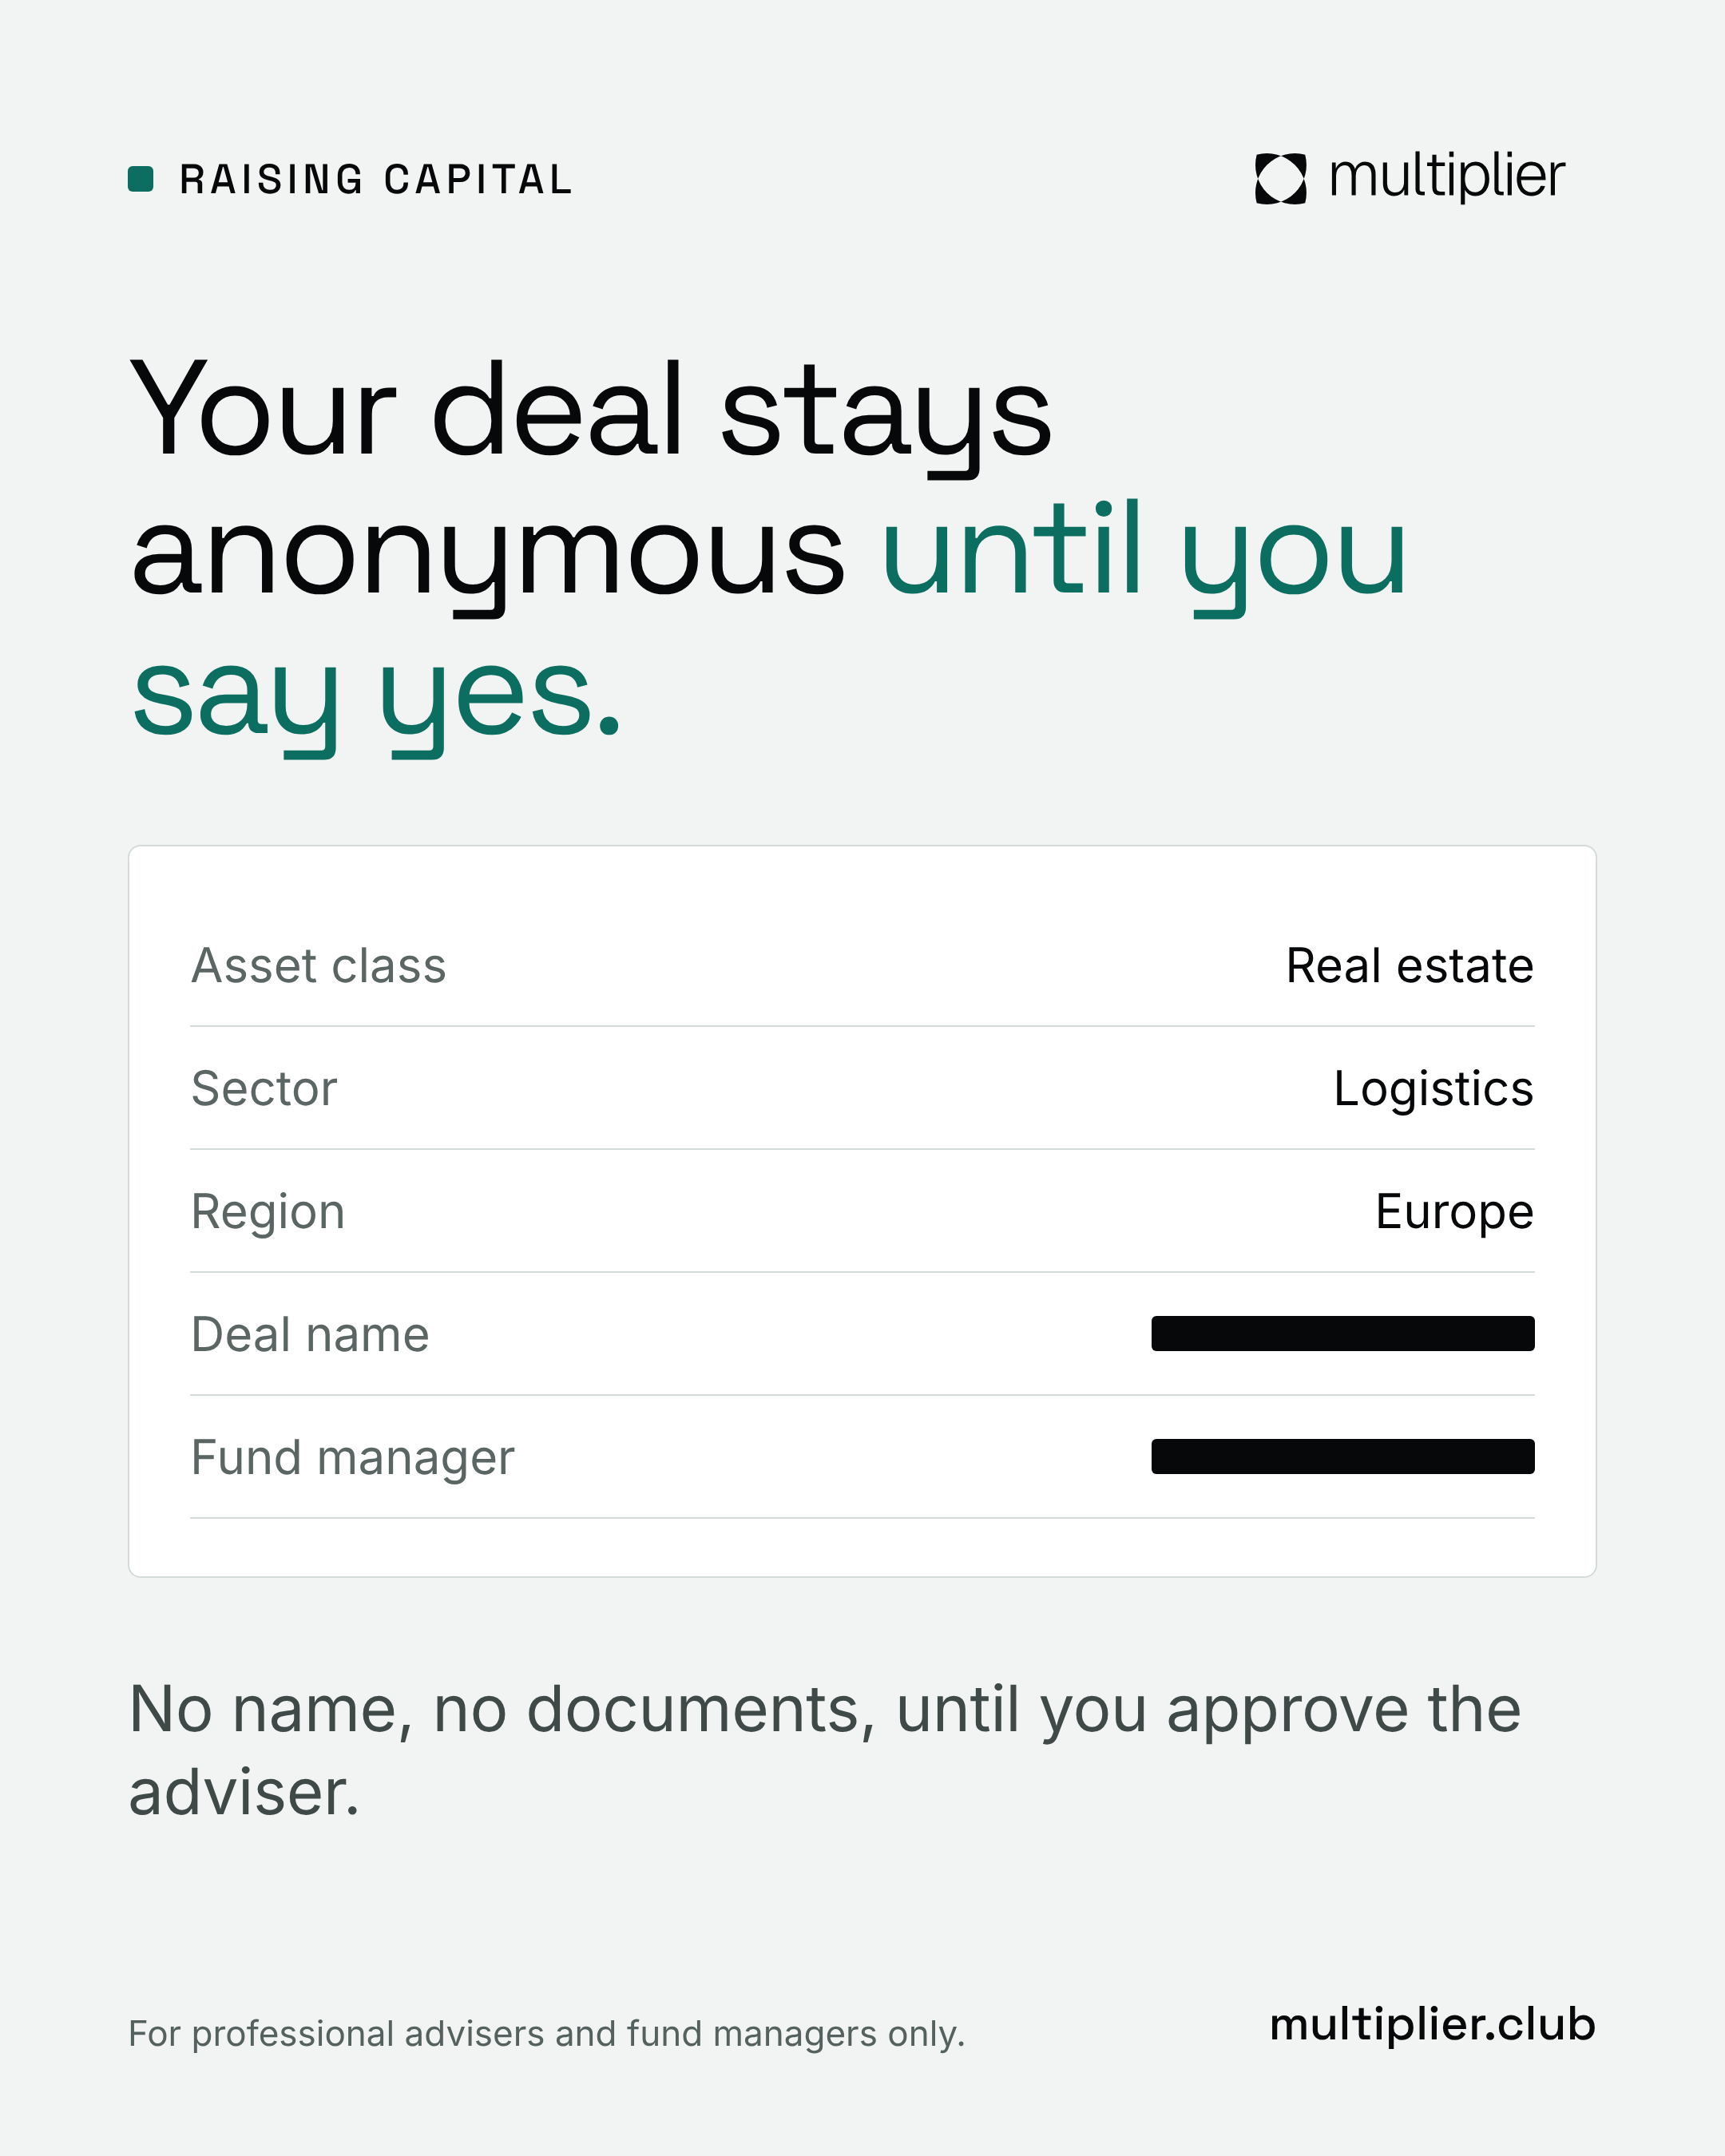 RAISING CAPITAL
multiplier
Your deal stays
anonymous until you
say yes.
Asset class Real estate
Sector Logistics
Region Europe
Deal name
Fund manager
No name, no documents, until you approve the
adviser.
For professional advisers and fund managers only.
multiplier.club